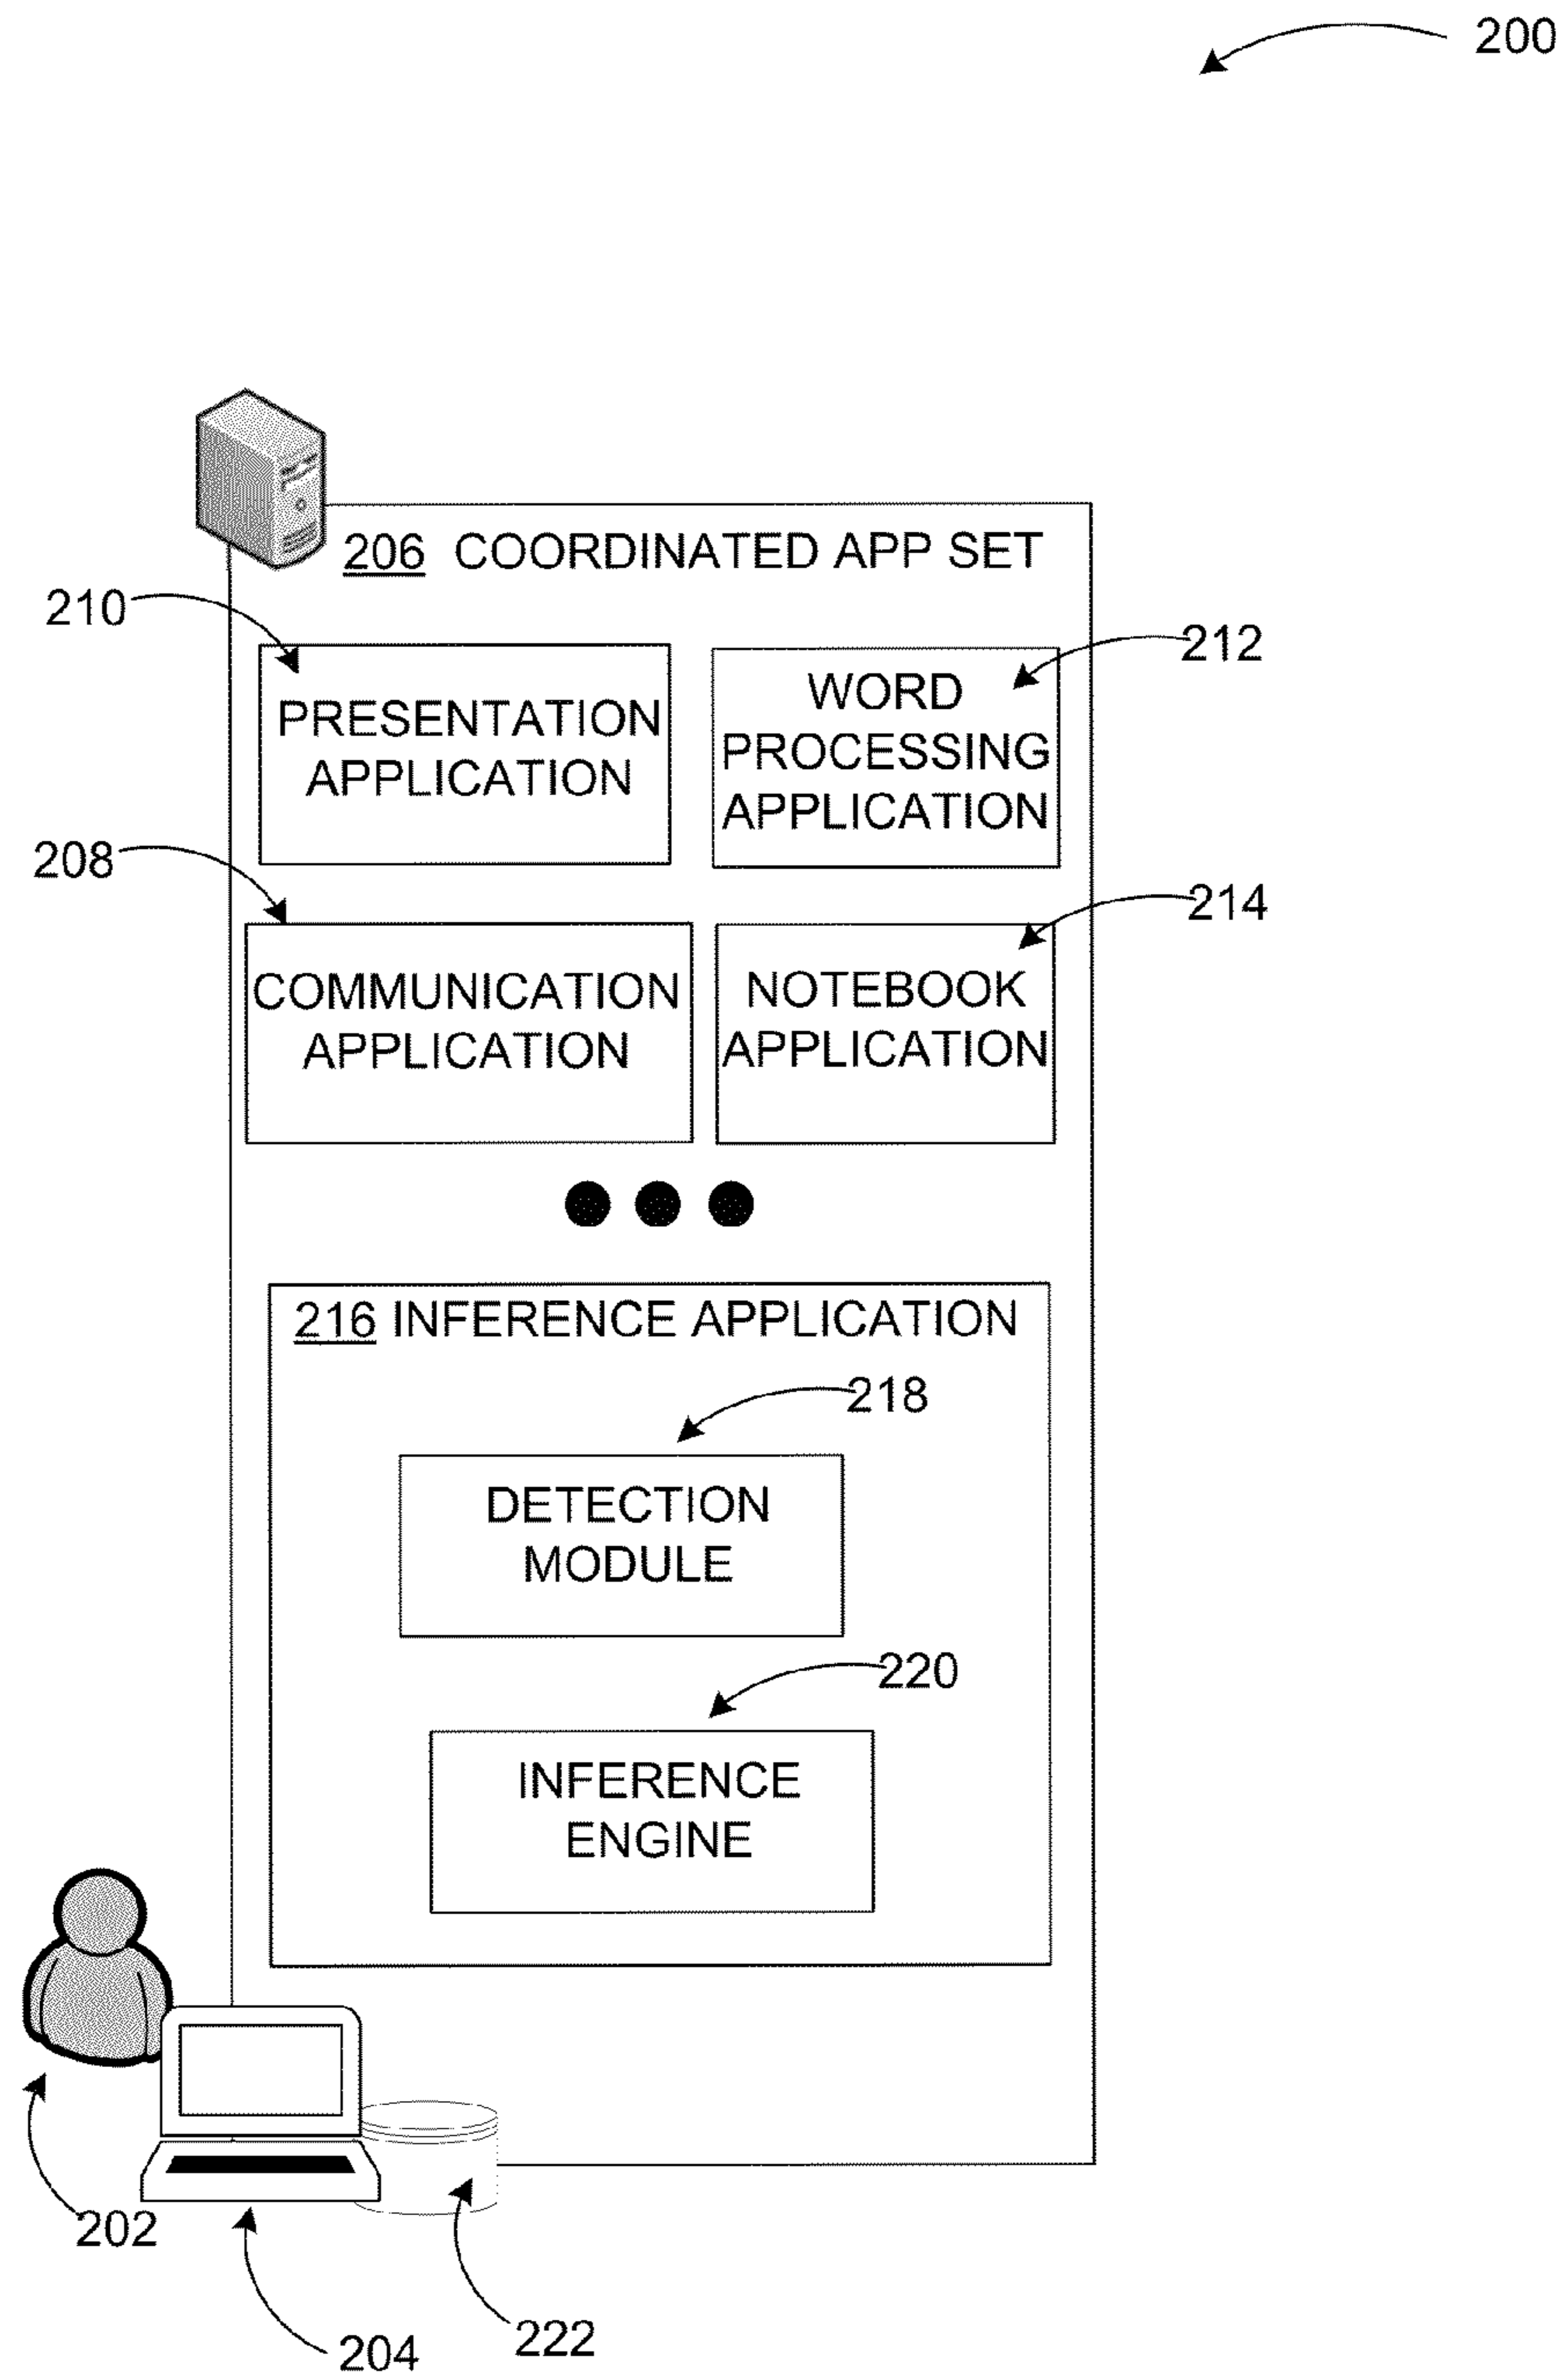 200
206 COORDINATED APP SET
210
212
PRESENTATION
APPLICATION
WORD
PROCESSING
APPLICATION
208
214
COMMUNICATION
APPLICATION
NOTEBOOK
APPLICATION
216 INFERENCE APPLICATION
218
DETECTION
MODULE
220
INFERENCE
ENGINE
202
204
222